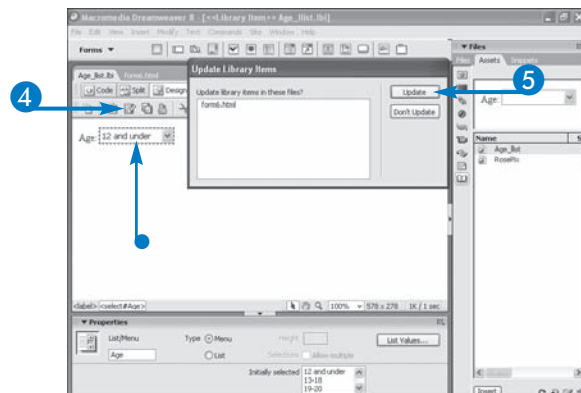 Macromedia Dreamweaver 8 - [<<Library Item>> Age_llist.lbi]
File Edit View Insert Modify Text Commands Site Window Help
Forms
Files
Files Assets Snippets
Age_list.lbi form6.html
Code Split Design
Update Library Items
Update library items in these files?
form6.html
Update
Don't Update
4
5
Age: 12 and under
Age:
Name
Age_list
RosePix
<label> <select#Age>
100% 578 x 278 1K / 1 sec
Properties
List/Menu
Age
Type Menu
List
Height
Selections Allow multiple
List Values...
Initially selected 12 and under
13-18
19-20
Insert